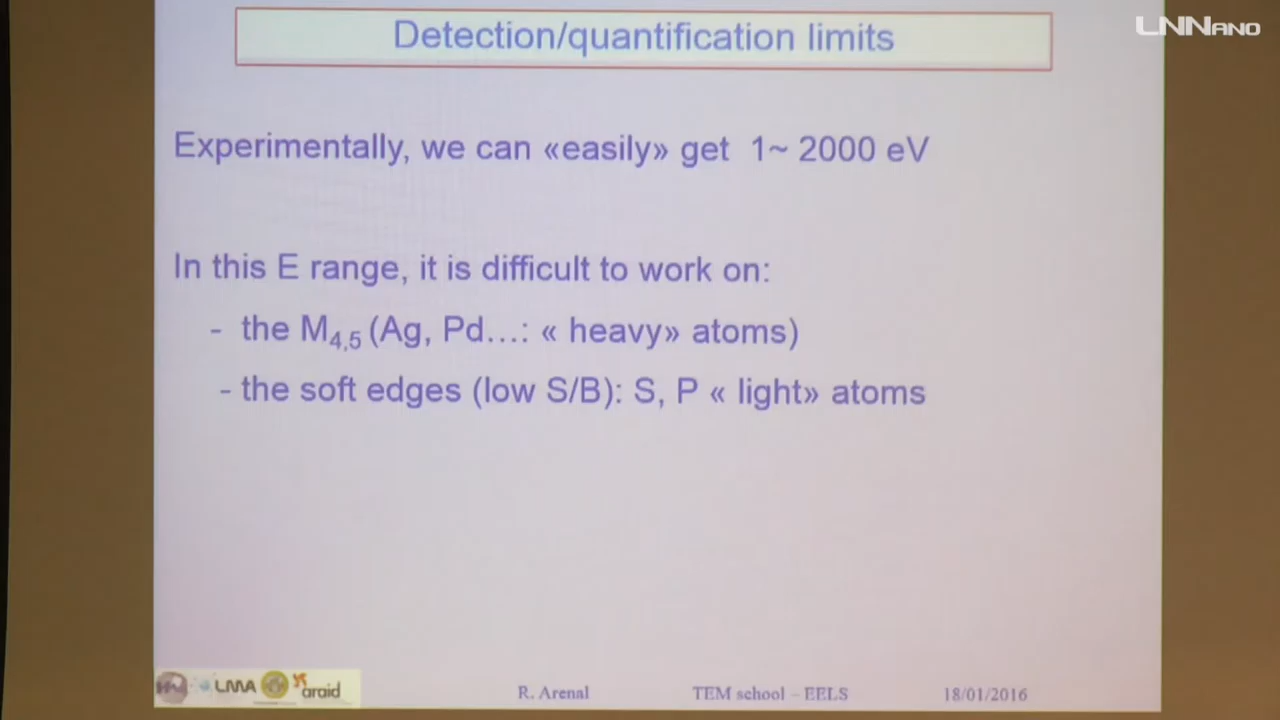 LNNANO
Detection/quantification limits
Experimentally, we can «easily» get 1~ 2000 eV
In this E range, it is difficult to work on:
- the M4,5 (Ag, Pd…: « heavy» atoms)
- the soft edges (low S/B): S, P « light» atoms
LMA araid
R. Arenal TEM school – EELS 18/01/2016